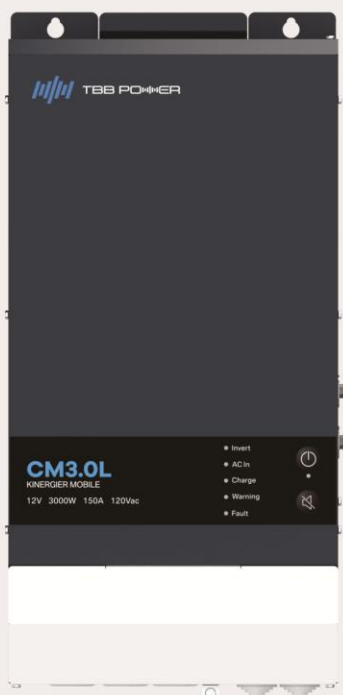 TBB POWER
Invert
AC In
Charge
Warning
Fault
CM3.0L
KINERGIER MOBILE
12V 3000W 150A 120Vac